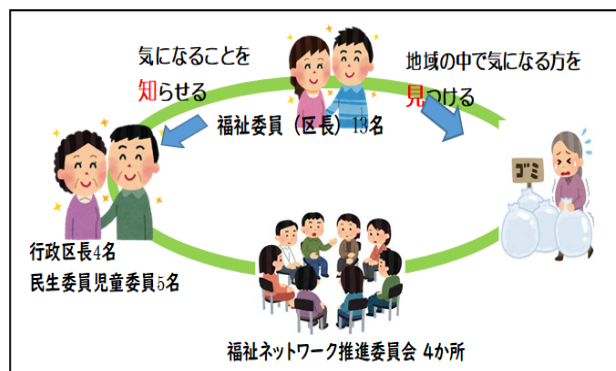 気になることを
知らせる
地域の中で気になる方を
見つける
福祉委員（区長）13名
ゴミ
行政区長4名
民生委員児童委員5名
福祉ネットワーク推進委員会 4か所